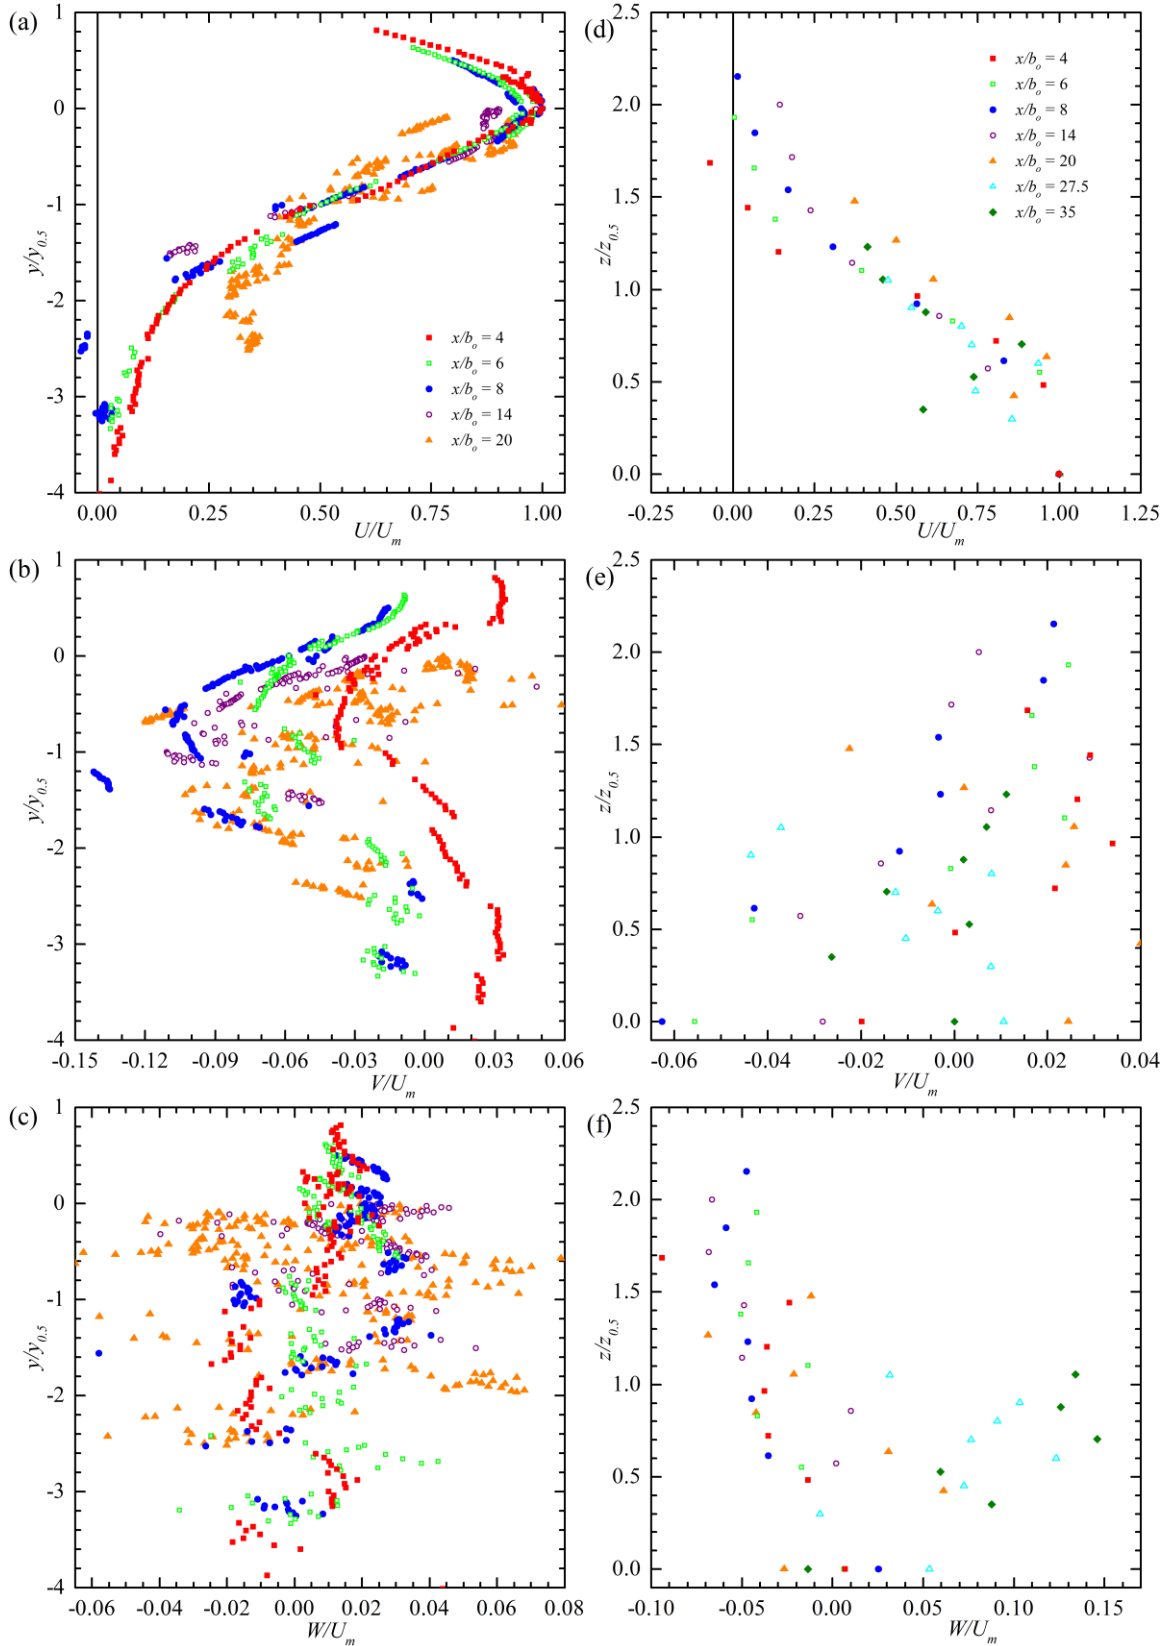 (a)
1
0
-1
-2
-3
-4
y/y0.5
0.00 0.25 0.50 0.75 1.00
U/Um
x/bo = 4
x/bo = 6
x/bo = 8
x/bo = 14
x/bo = 20
(d)
2.5
2.0
1.5
1.0
0.5
0.0
z/z0.5
-0.25 0.00 0.25 0.50 0.75 1.00 1.25
U/Um
x/bo = 4
x/bo = 6
x/bo = 8
x/bo = 14
x/bo = 20
x/bo = 27.5
x/bo = 35
(b)
1
0
-1
-2
-3
-4
y/y0.5
-0.15 -0.12 -0.09 -0.06 -0.03 0.00 0.03 0.06
V/Um
(e)
2.5
2.0
1.5
1.0
0.5
0.0
z/z0.5
-0.06 -0.04 -0.02 0.00 0.02 0.04
V/Um
(c)
1
0
-1
-2
-3
-4
y/y0.5
-0.06 -0.04 -0.02 0.00 0.02 0.04 0.06 0.08
W/Um
(f)
2.5
2.0
1.5
1.0
0.5
0.0
z/z0.5
-0.10 -0.05 0.00 0.05 0.10 0.15
W/Um